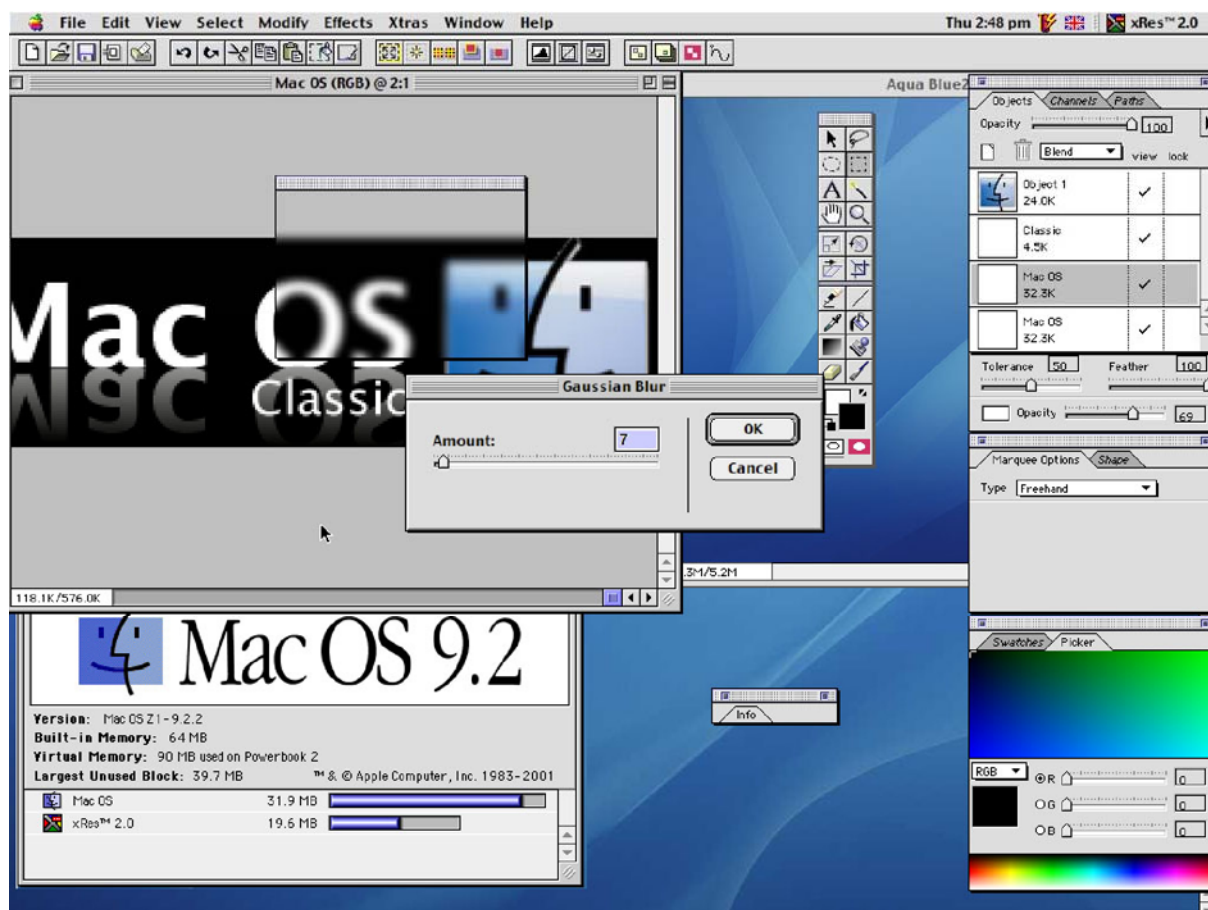 File Edit View Select Modify Effects Xtras Window Help
Thu 2:48 pm
xRes™ 2.0
Mac OS (RGB) @ 2:1
Aqua Blue2
Objects Channels Paths
Opacity 100
Blend view lock
Object 1
24.0K
Classic
4.5K
Mac OS
32.3K
Mac OS
32.3K
Tolerance 50 Feather 100
Opacity 69
Marquee Options Shape
Type Freehand
Mac OS
Classic
Gaussian Blur
Amount: 7
OK
Cancel
118.1K/576.0K
.3M/5.2M
Mac OS 9.2
Version: Mac OS Z1-9.2.2
Built-in Memory: 64 MB
Virtual Memory: 90 MB used on Powerbook 2
Largest Unused Block: 39.7 MB ™ & © Apple Computer, Inc. 1983-2001
Mac OS 31.9 MB
xRes™ 2.0 19.6 MB
Info
Swatches Picker
RGB
R 0
G 0
B 0